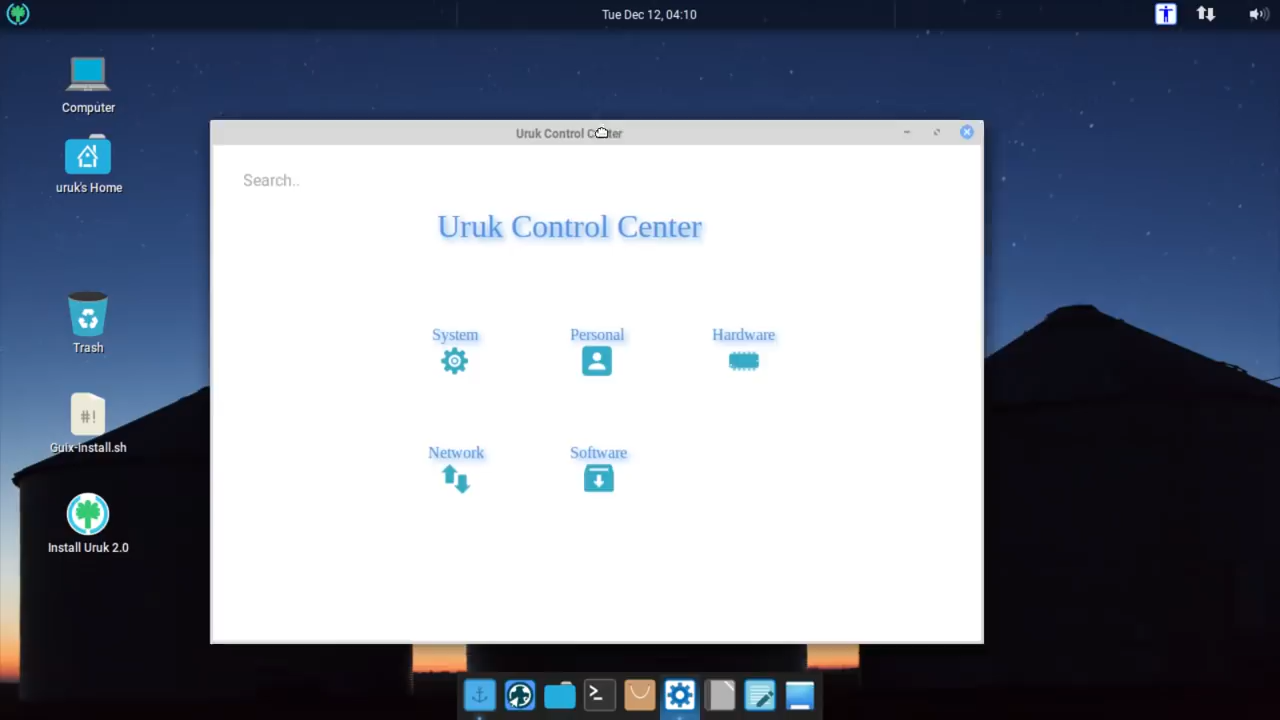 Tue Dec 12, 04:10
Computer
uruk's Home
Trash
#!
Guix-Install.sh
Install Uruk 2.0
Uruk Control Center
Search..
Uruk Control Center
System
Personal
Hardware
Network
Software